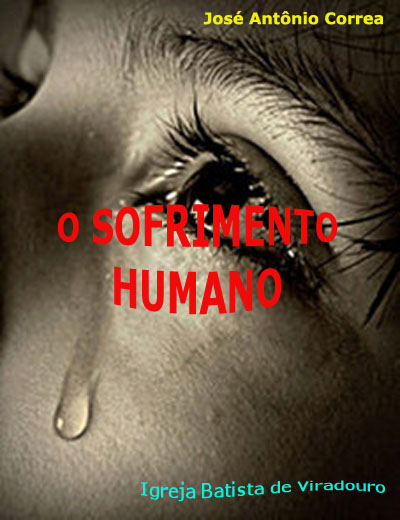 José Antônio Correa
O SOFRIMENTO
HUMANO
Igreja Batista de Viradouro